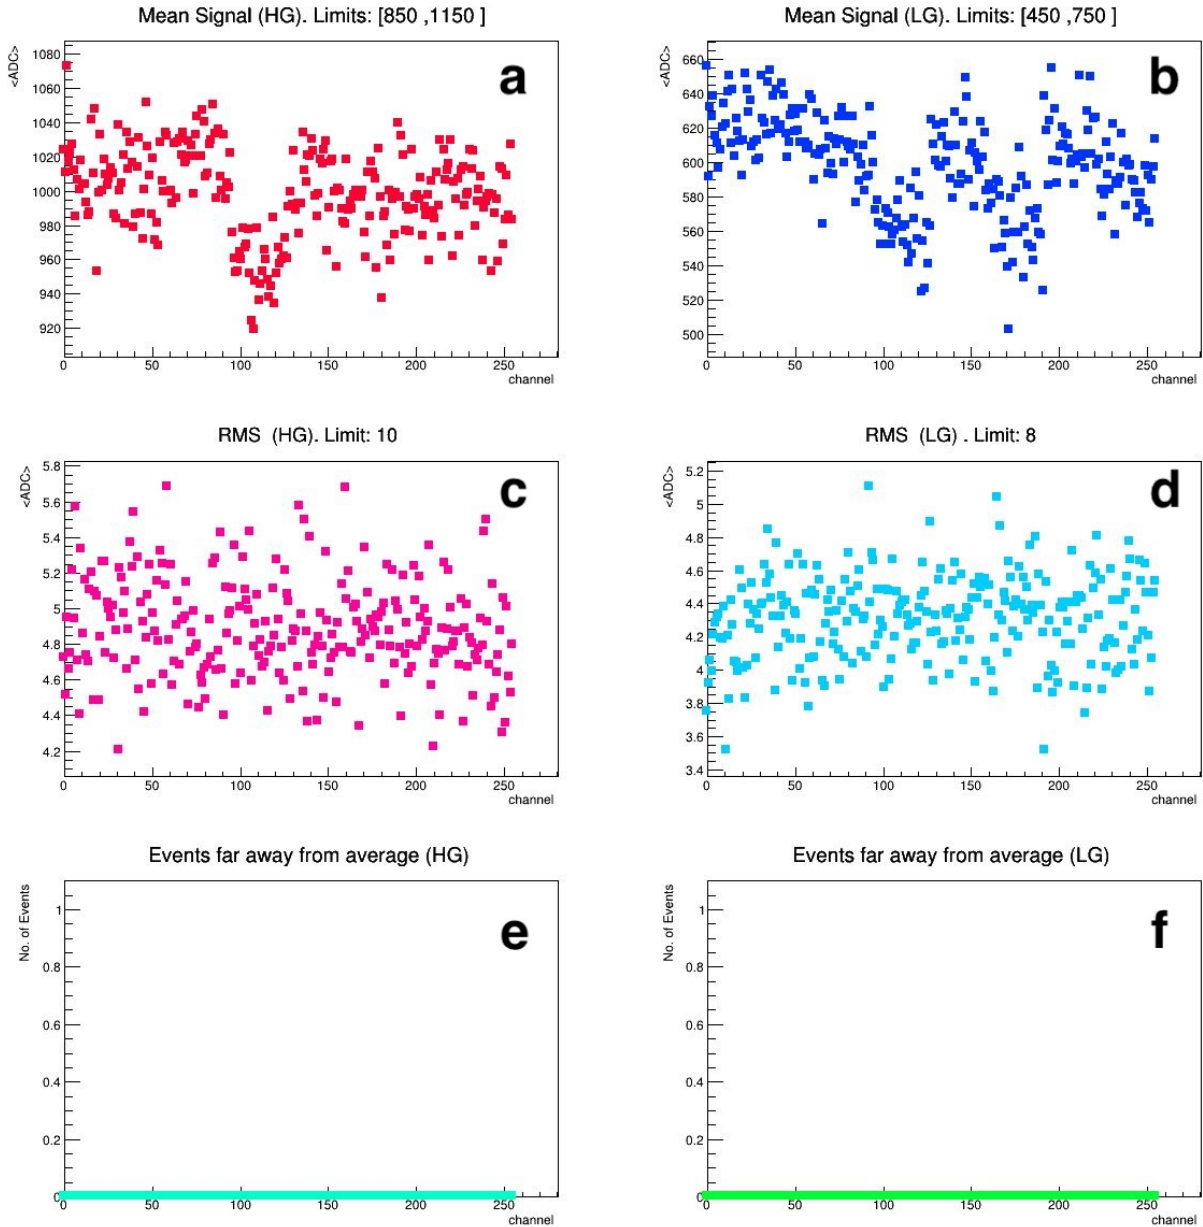 Mean Signal (HG). Limits: [850 ,1150 ]
<ADC>
1080
1060
1040
1020
1000
980
960
940
920
0 50 100 150 200 250
channel
a
Mean Signal (LG). Limits: [450 ,750 ]
<ADC>
660
640
620
600
580
560
540
520
500
0 50 100 150 200 250
channel
b
RMS (HG). Limit: 10
<ADC>
5.8
5.6
5.4
5.2
5
4.8
4.6
4.4
4.2
0 50 100 150 200 250
channel
c
RMS (LG) . Limit: 8
<ADC>
5.2
5
4.8
4.6
4.4
4.2
4
3.8
3.6
3.4
0 50 100 150 200 250
channel
d
Events far away from average (HG)
No. of Events
1
0.8
0.6
0.4
0.2
0
0 50 100 150 200 250
channel
e
Events far away from average (LG)
No. of Events
1
0.8
0.6
0.4
0.2
0
0 50 100 150 200 250
channel
f